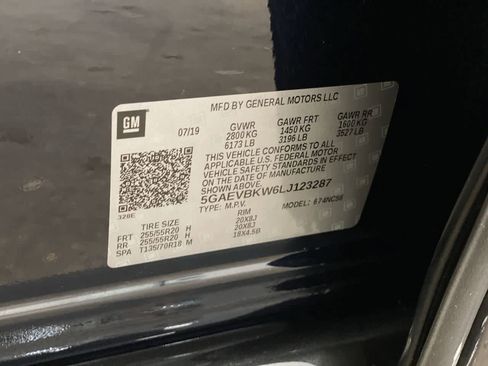 MFD BY GENERAL MOTORS LLC
GM
07/19 GVWR GAWR FRT GAWR RR
2800 KG 1450 KG 1600 KG
6173 LB 3196 LB 3527 LB
THIS VEHICLE CONFORMS TO ALL
APPLICABLE U.S. FEDERAL MOTOR
VEHICLE SAFETY STANDARDS IN EFFECT
ON THE DATE OF MANUFACTURE
SHOWN ABOVE.
5GAEVBKW6LJ123287
TYPE: M.P.V. MODEL:
328E
TIRE SIZE RIM
FRT 255/55R20 H 20X8J
RR 255/55R20 H 20X8J
SPA T135/70R18 M 18X4.5B